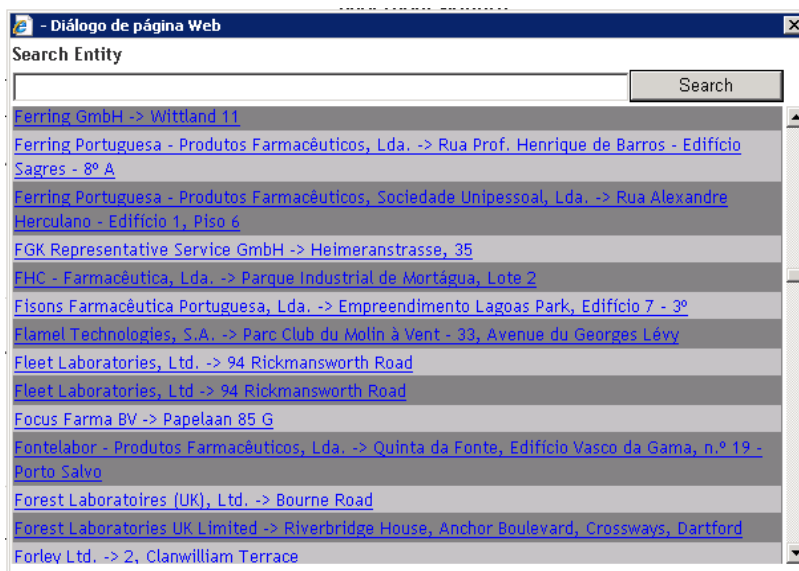 - Diálogo de página Web
Search Entity
Search
Ferring GmbH -> Wittland 11
Ferring Portuguesa - Produtos Farmacêuticos, Lda. -> Rua Prof. Henrique de Barros - Edifício
Sagres - 8º A
Ferring Portuguesa - Produtos Farmacêuticos, Sociedade Unipessoal, Lda. -> Rua Alexandre
Herculano - Edifício 1, Piso 6
FGK Representative Service GmbH -> Heimeranstrasse, 35
FHC - Farmacêutica, Lda. -> Parque Industrial de Mortágua, Lote 2
Fisons Farmacêutica Portuguesa, Lda. -> Empreendimento Lagoas Park, Edifício 7 - 3º
Flamel Technologies, S.A. -> Parc Club du Molin à Vent - 33, Avenue du Georges Lévy
Fleet Laboratories, Ltd. -> 94 Rickmansworth Road
Fleet Laboratories, Ltd -> 94 Rickmansworth Road
Focus Farma BV -> Papelaan 85 G
Fontelabor - Produtos Farmacêuticos, Lda. -> Quinta da Fonte, Edifício Vasco da Gama, n.º 19 -
Porto Salvo
Forest Laboratoires (UK), Ltd. -> Bourne Road
Forest Laboratories UK Limited -> Riverbridge House, Anchor Boulevard, Crossways, Dartford
Forley Ltd. -> 2, Clanwilliam Terrace